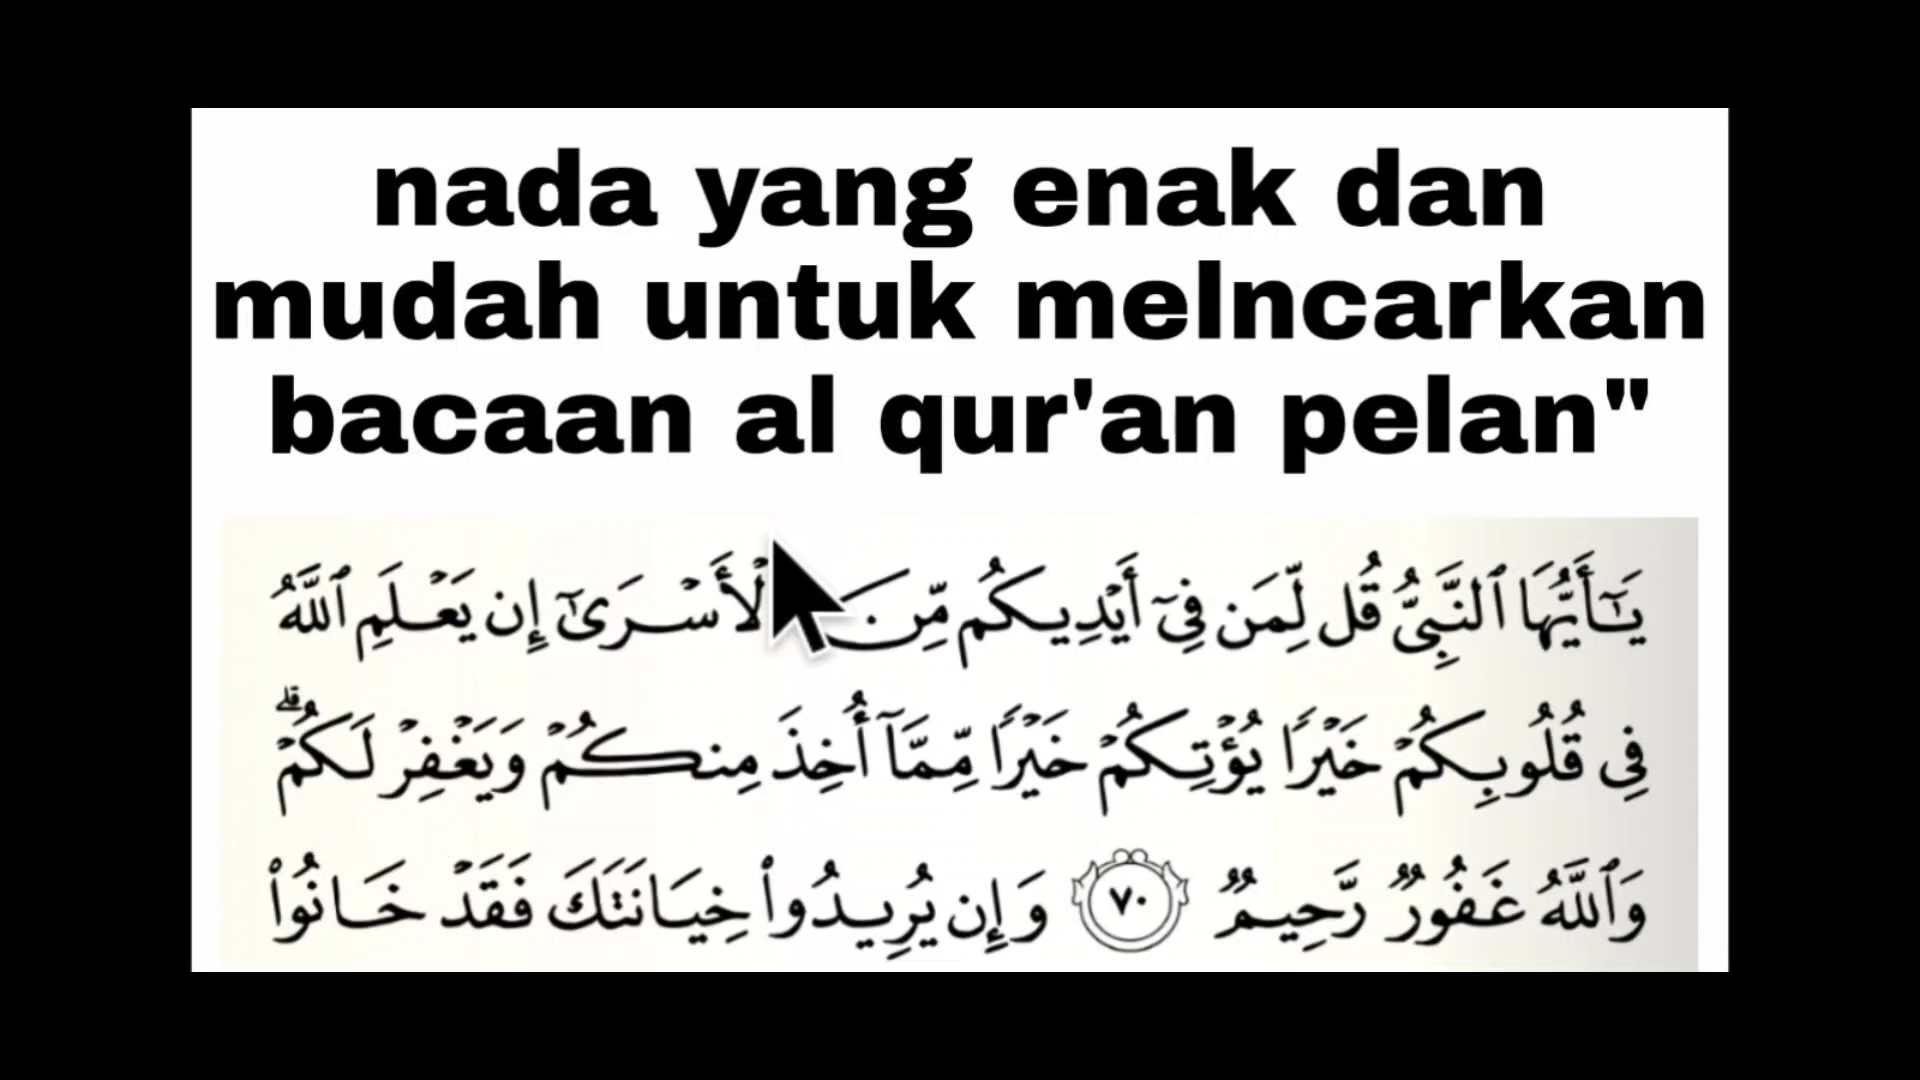 nada yang enak dan
mudah untuk melncarkan
bacaan al qur'an pelan"
يَـٰٓأَيُّهَا ٱلنَّبِىُّ قُل لِّمَن فِىٓ أَيْدِيكُم مِّنَ ٱلْأَسْرَىٰٓ إِن يَعْلَمِ ٱللَّهُ
فِى قُلُوبِكُمْ خَيْرًا يُؤْتِكُمْ خَيْرًا مِّمَّآ أُخِذَ مِنكُمْ وَيَغْفِرْ لَكُمْ ۗ
وَٱللَّهُ غَفُورٌ رَّحِيمٌ ٧٠ وَإِن يُرِيدُوا۟ خِيَانَتَكَ فَقَدْ خَانُوا۟